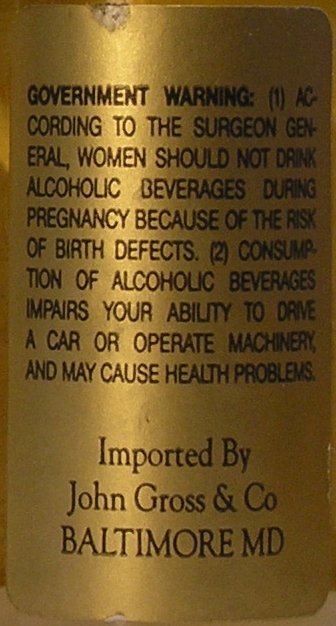 GOVERNMENT WARNING: (1) AC-
CORDING TO THE SURGEON GEN-
ERAL, WOMEN SHOULD NOT DRINK
ALCOHOLIC BEVERAGES DURING
PREGNANCY BECAUSE OF THE RISK
OF BIRTH DEFECTS. (2) CONSUMP-
TION OF ALCOHOLIC BEVERAGES
IMPAIRS YOUR ABILITY TO DRIVE
A CAR OR OPERATE MACHINERY,
AND MAY CAUSE HEALTH PROBLEMS.
Imported By
John Gross & Co
BALTIMORE MD